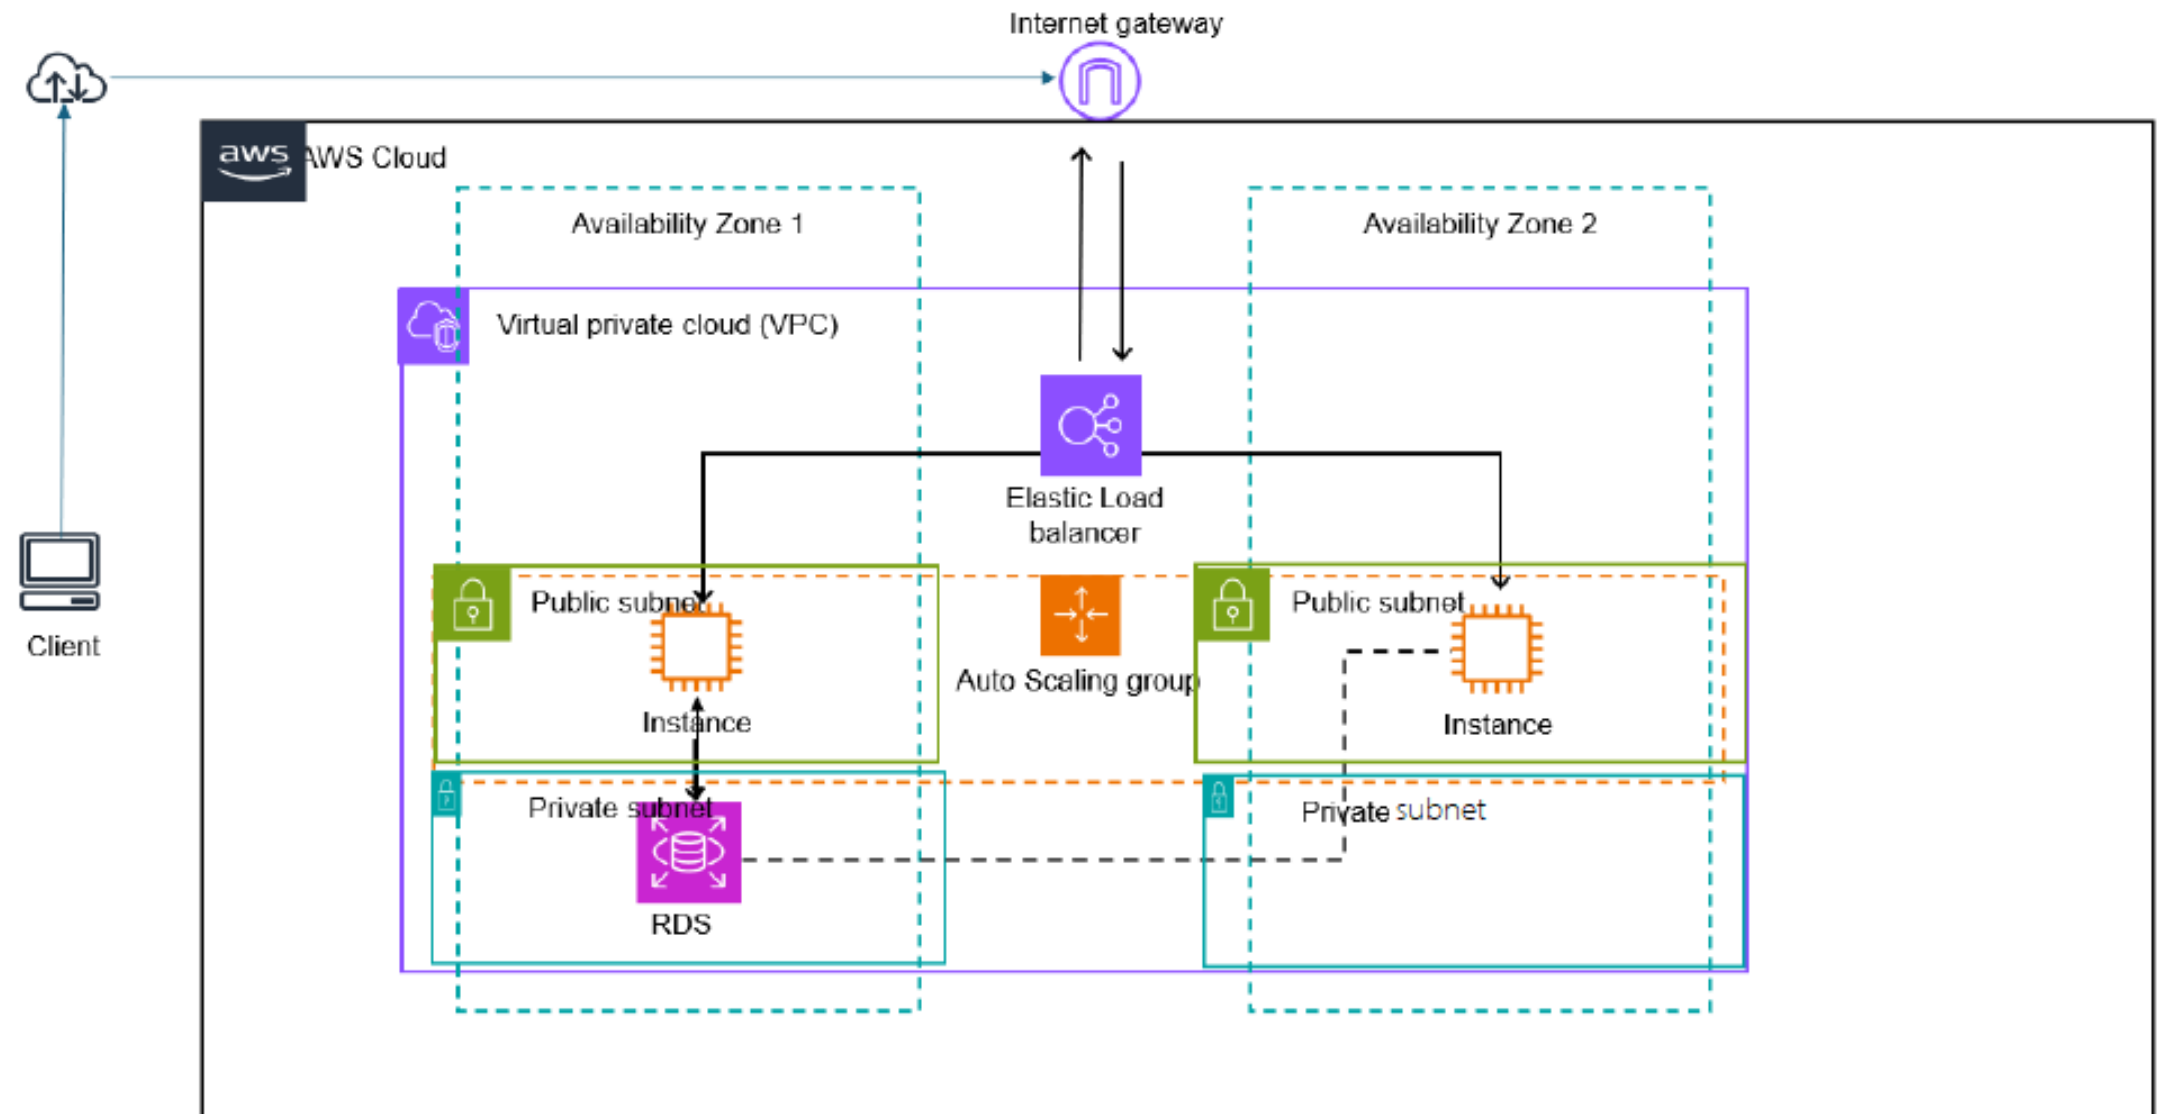 Internet gateway
aws
AWS Cloud
Availability Zone 1
Availability Zone 2
Virtual private cloud (VPC)
Elastic Load
balancer
Public subnet
Public subnet
Client
Auto Scaling group
Instance
Instance
Private subnet
Private subnet
RDS